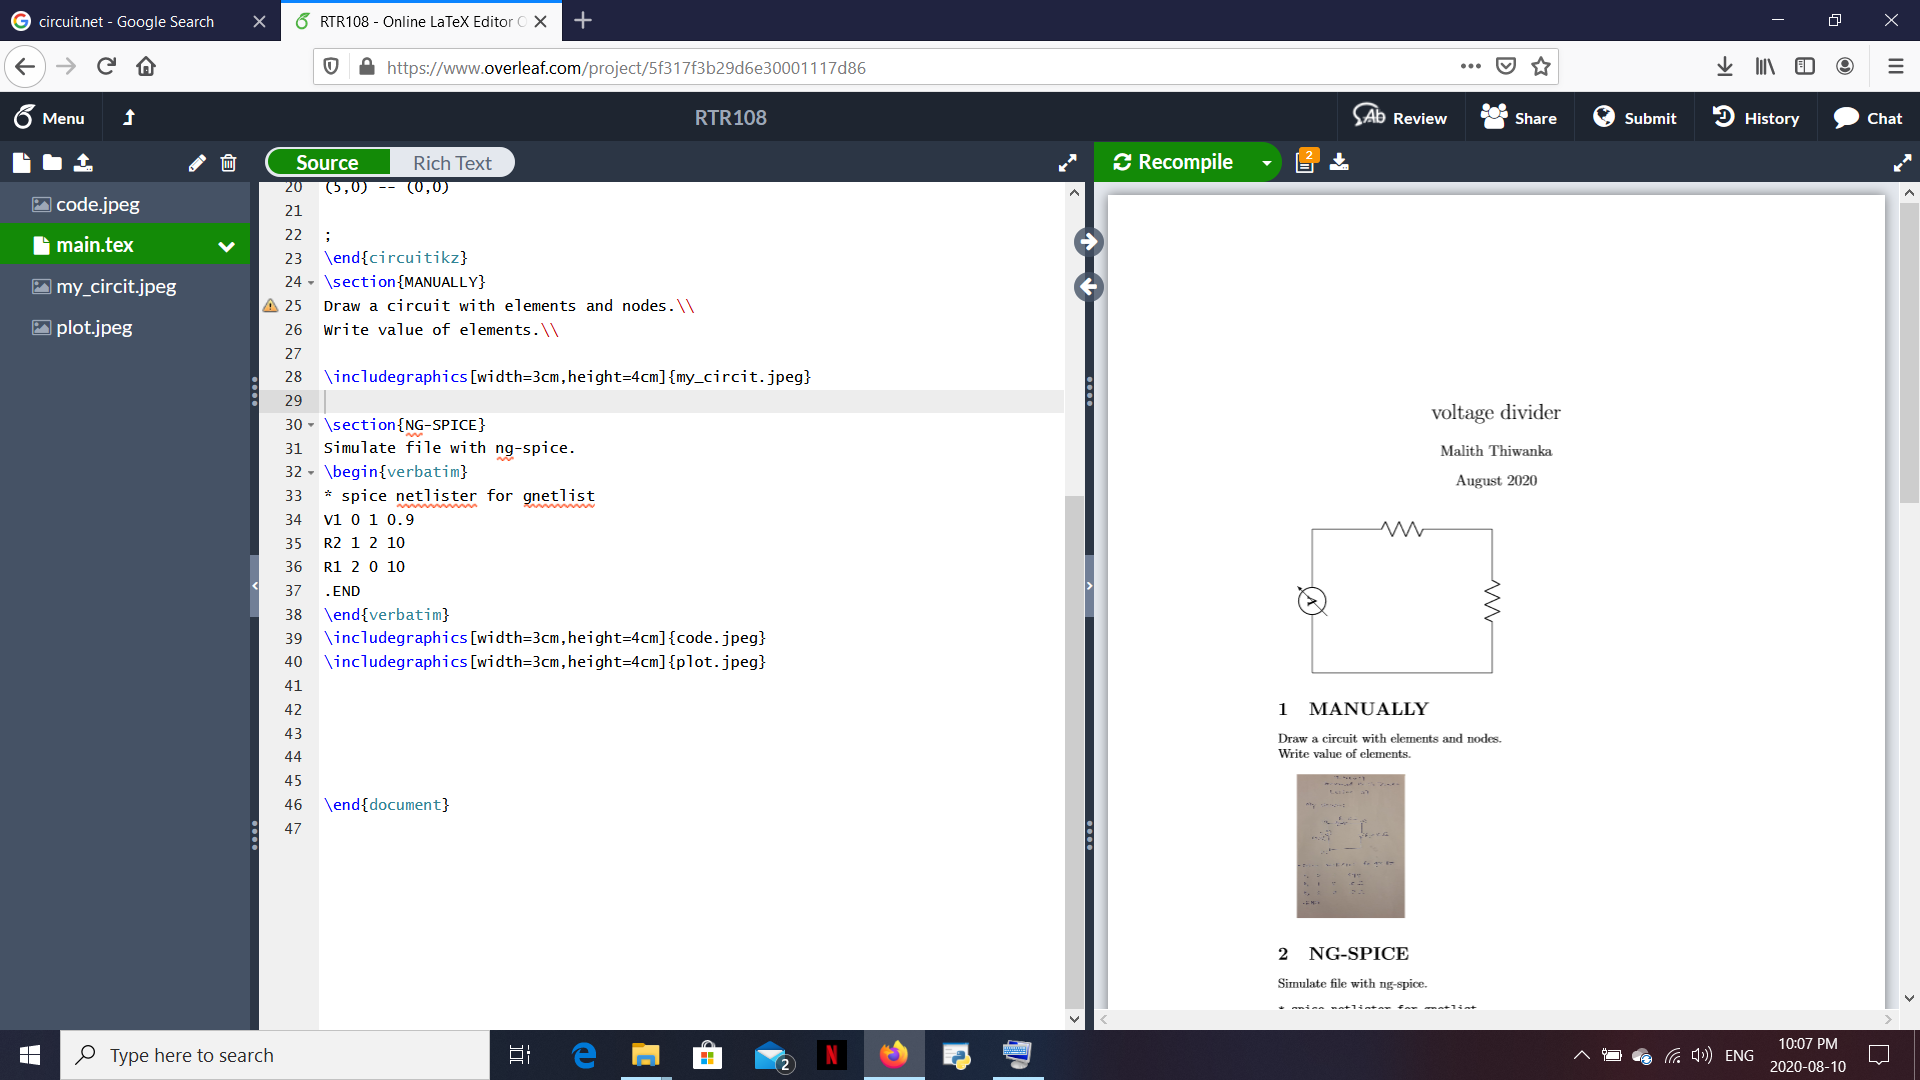 circuit.net - Google Search
RTR108 - Online LaTeX Editor O
https://www.overleaf.com/project/5f317f3b29d6e30001117d86
Menu
RTR108
Review
Share
Submit
History
Chat
Source
Rich Text
Recompile
2
code.jpeg
main.tex
my_circit.jpeg
plot.jpeg
20 (5,0) -- (0,0)
21
22 ;
23 \end{circuitikz}
24 \section{MANUALLY}
25 Draw a circuit with elements and nodes.\\
26 Write value of elements.\\
27
28 \includegraphics[width=3cm,height=4cm]{my_circit.jpeg}
29
30 \section{NG-SPICE}
31 Simulate file with ng-spice.
32 \begin{verbatim}
33 * spice netlister for gnetlist
34 V1 0 1 0.9
35 R2 1 2 10
36 R1 2 0 10
37 .END
38 \end{verbatim}
39 \includegraphics[width=3cm,height=4cm]{code.jpeg}
40 \includegraphics[width=3cm,height=4cm]{plot.jpeg}
41
42
43
44
45
46 \end{document}
47
voltage divider
Malith Thiwanka
August 2020
1 MANUALLY
Draw a circuit with elements and nodes.
Write value of elements.
2 NG-SPICE
Simulate file with ng-spice.
* spice netlister for gnetlist
Type here to search
2
ENG
10:07 PM
2020-08-10